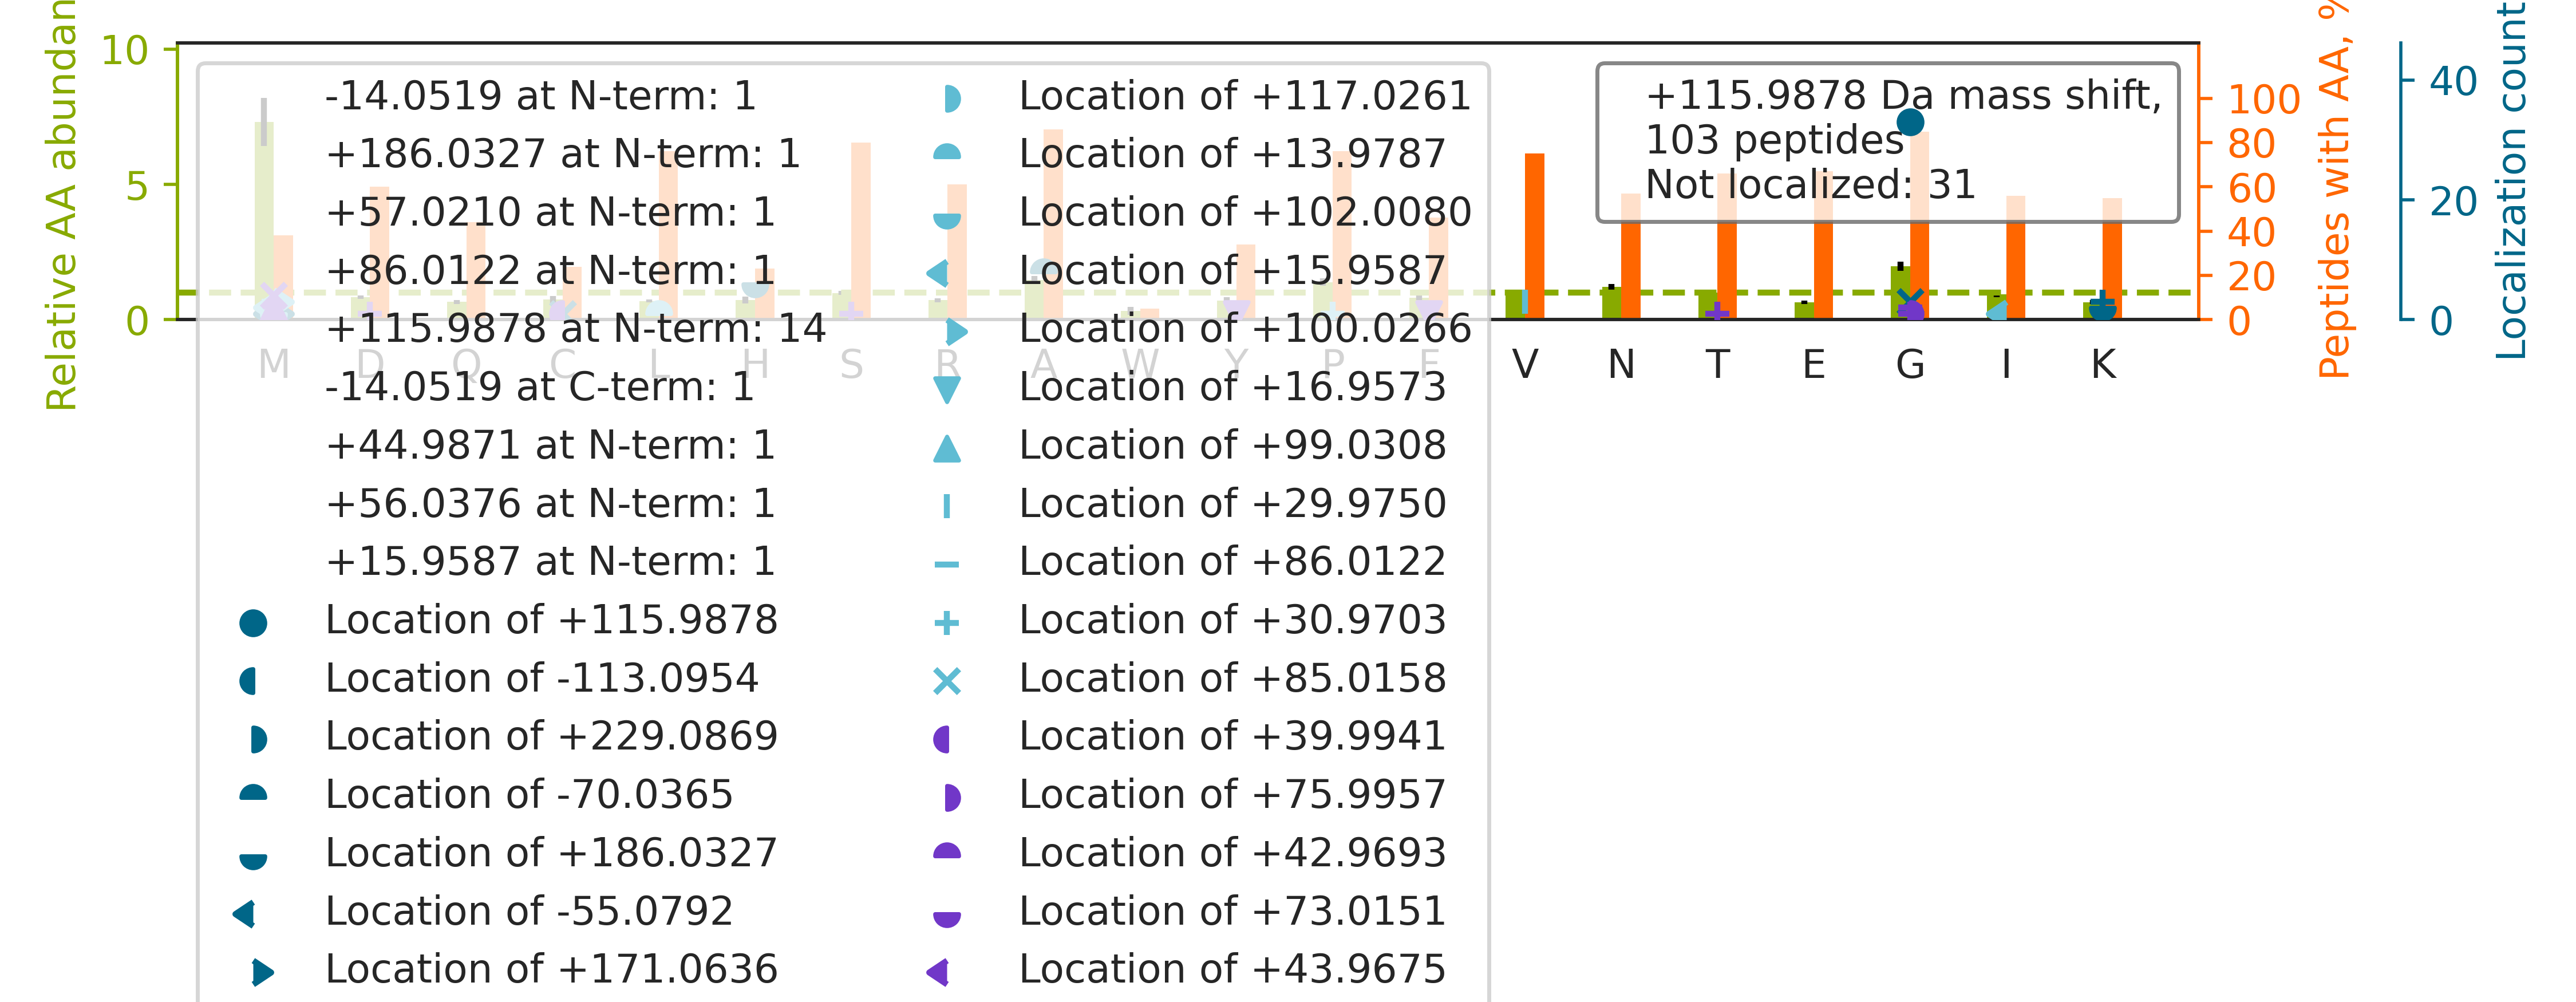 Relative AA abundan
10
5
0
-14.0519 at N-term: 1
+186.0327 at N-term: 1
+57.0210 at N-term: 1
+86.0122 at N-term: 1
+115.9878 at N-term: 14
-14.0519 at C-term: 1
+44.9871 at N-term: 1
+56.0376 at N-term: 1
+15.9587 at N-term: 1
Location of +115.9878
Location of -113.0954
Location of +229.0869
Location of -70.0365
Location of +186.0327
Location of -55.0792
Location of +171.0636
Location of +117.0261
Location of +13.9787
Location of +102.0080
Location of +15.9587
Location of +100.0266
Location of +16.9573
Location of +99.0308
Location of +29.9750
Location of +86.0122
Location of +30.9703
Location of +85.0158
Location of +39.9941
Location of +75.9957
Location of +42.9693
Location of +73.0151
Location of +43.9675
+115.9878 Da mass shift,
103 peptides
Not localized: 31
M D Q C L H S R A W Y P F V N T E G I K
100
80
60
40
20
0
Peptides with AA, %
40
20
0
Localization count